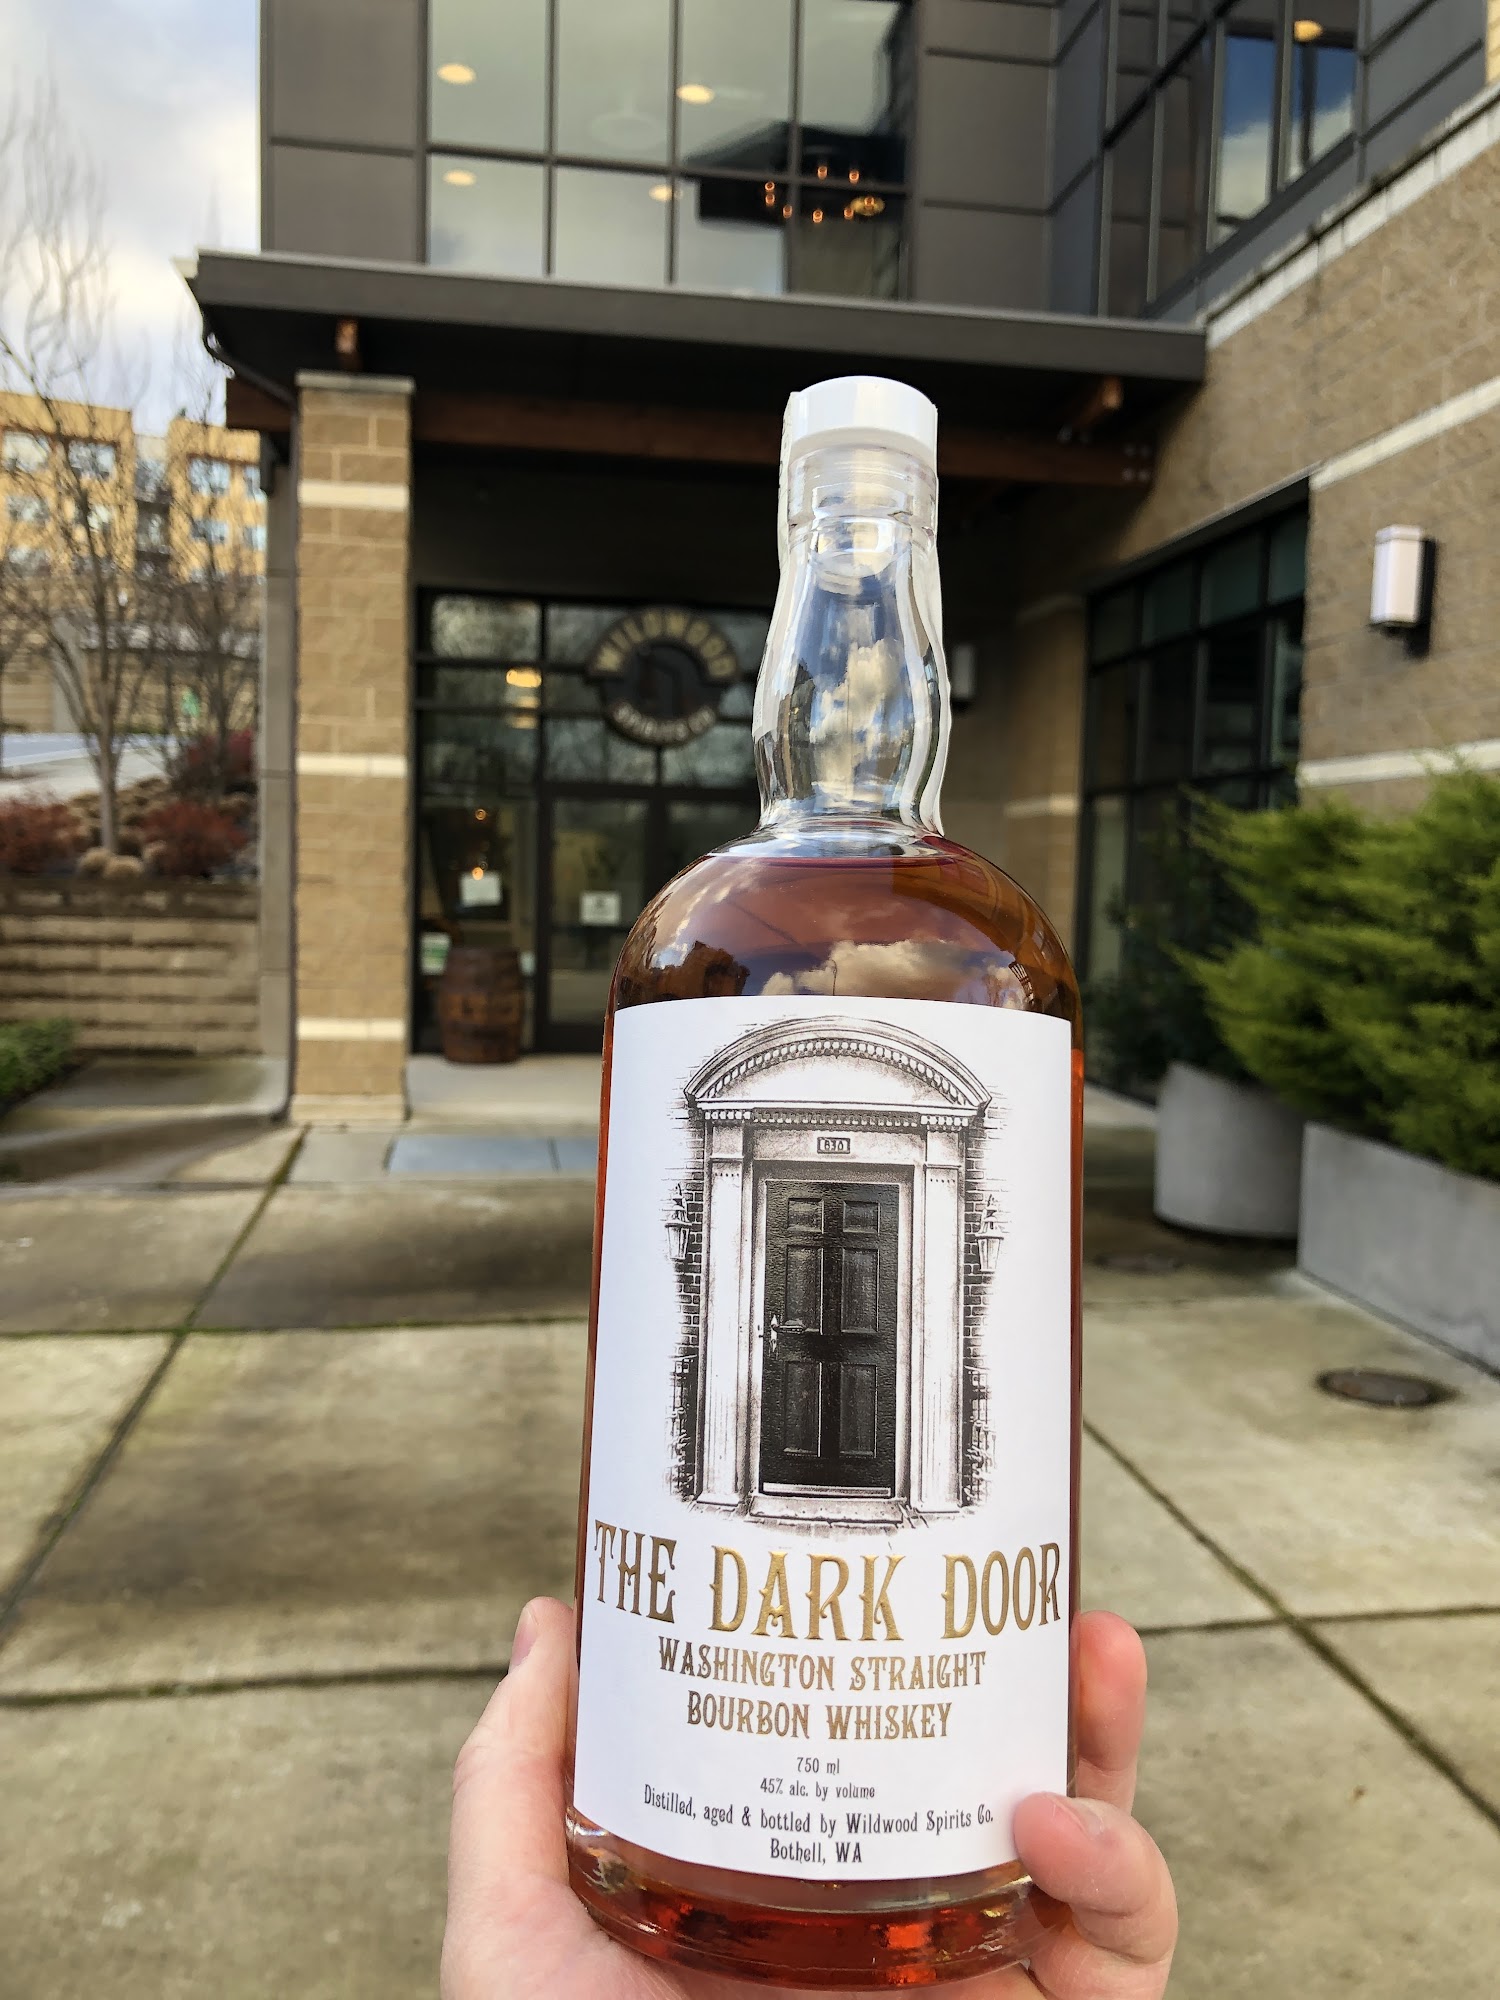 WILDWOOD
SPIRITS CO
830
THE DARK DOOR
WASHINGTON STRAIGHT
BOURBON WHISKEY
750 ml
45% alc. by volume
Distilled, aged & bottled by Wildwood Spirits Co.
Bothell, WA